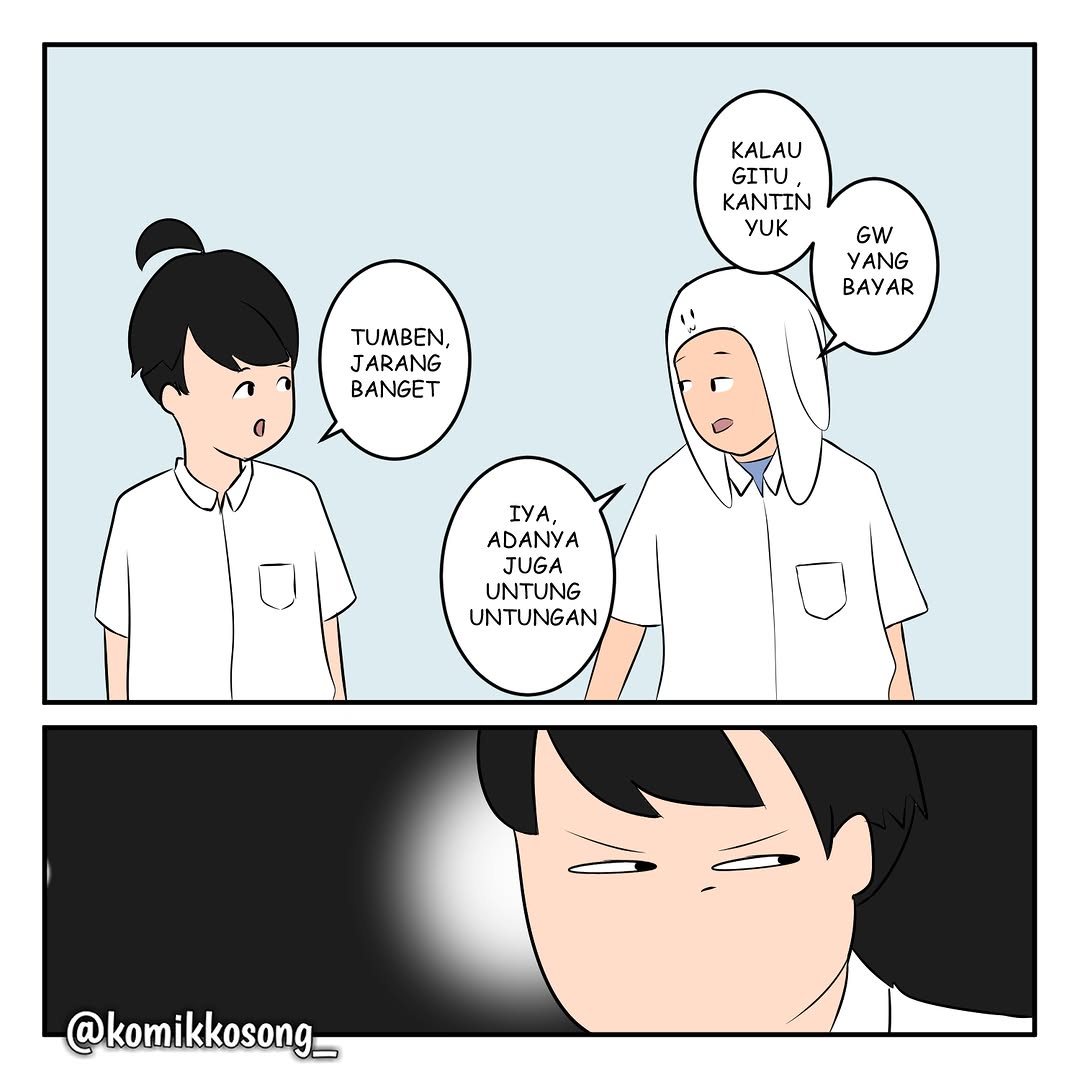 TUMBEN,
JARANG
BANGET
IYA,
ADANYA
JUGA
UNTUNG
UNTUNGAN
KALAU
GITU ,
KANTIN
YUK
GW
YANG
BAYAR
@komikkosong_